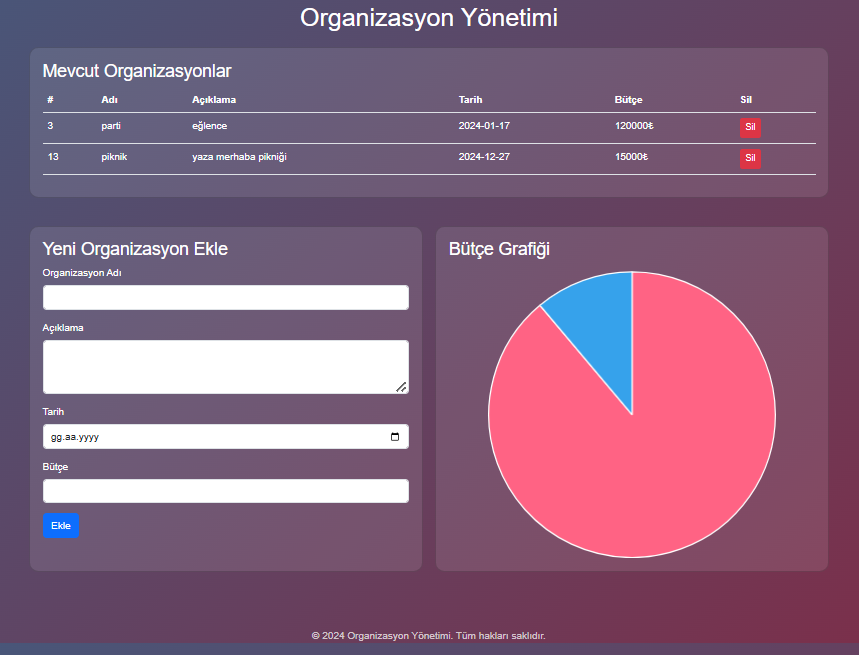 Organizasyon Yönetimi
Mevcut Organizasyonlar
# Adı Açıklama Tarih Bütçe Sil
3 parti eğlence 2024-01-17 120000₺ Sil
13 piknik yaza merhaba pikniği 2024-12-27 15000₺ Sil
Yeni Organizasyon Ekle
Organizasyon Adı
Açıklama
Tarih
gg.aa.yyyy
Bütçe
Ekle
Bütçe Grafiği
© 2024 Organizasyon Yönetimi. Tüm hakları saklıdır.